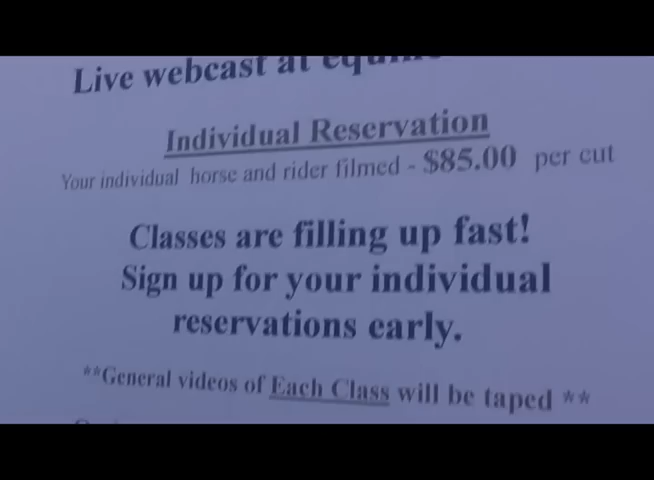 Live webcast at
Individual Reservation
Your individual horse and rider filmed - $85.00 per cut
Classes are filling up fast!
Sign up for your individual
reservations early.
**General videos of Each Class will be taped **